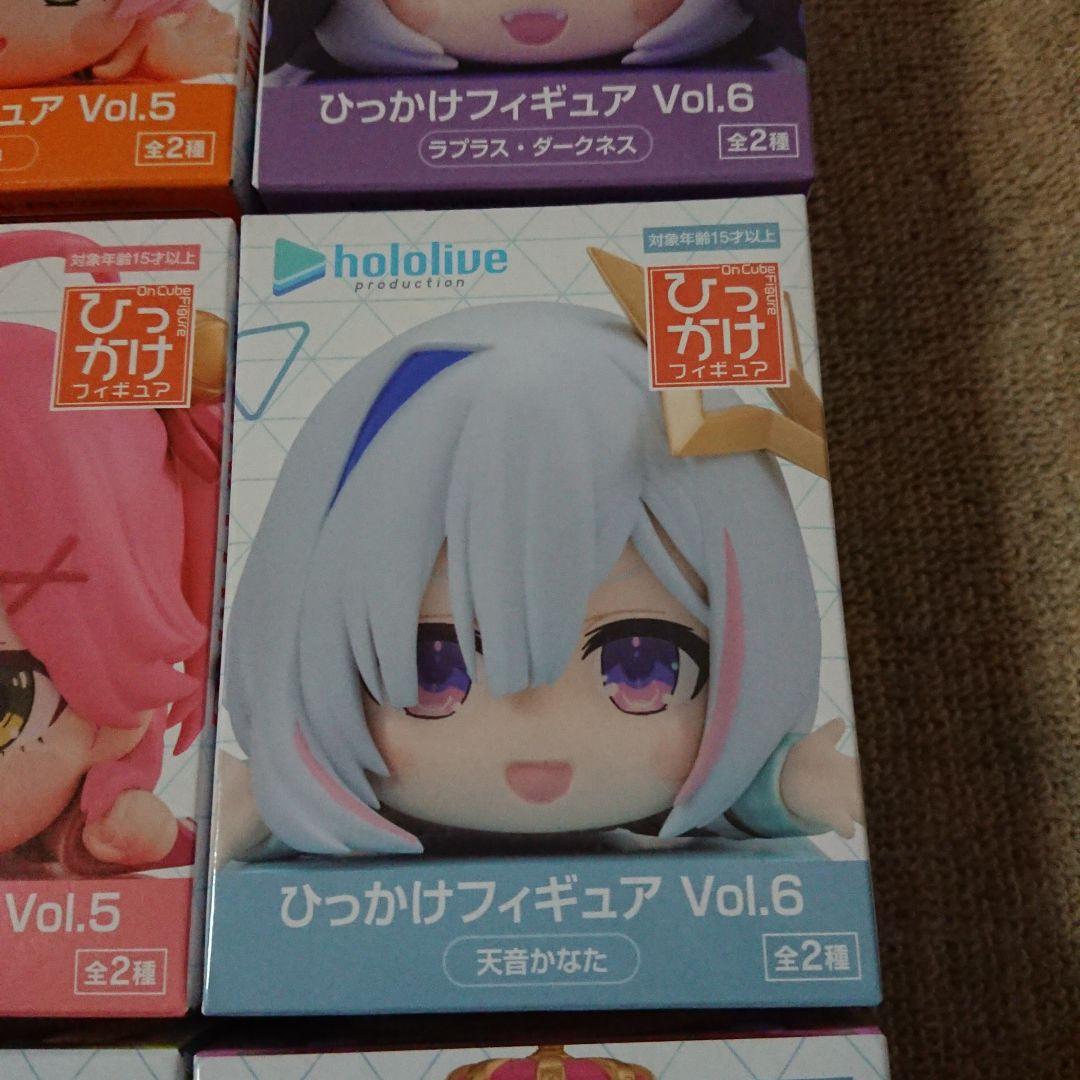 ュア Vol.5
全2種
ひっかけフィギュア Vol.6
ラプラス・ダークネス
全2種
対象年齢15才以上
On Cube Figure
ひっ
かけ
フィギュア
Vol.5
全2種
hololive
production
対象年齢15才以上
On Cube Figure
ひっ
かけ
フィギュア
ひっかけフィギュア Vol.6
天音かなた
全2種